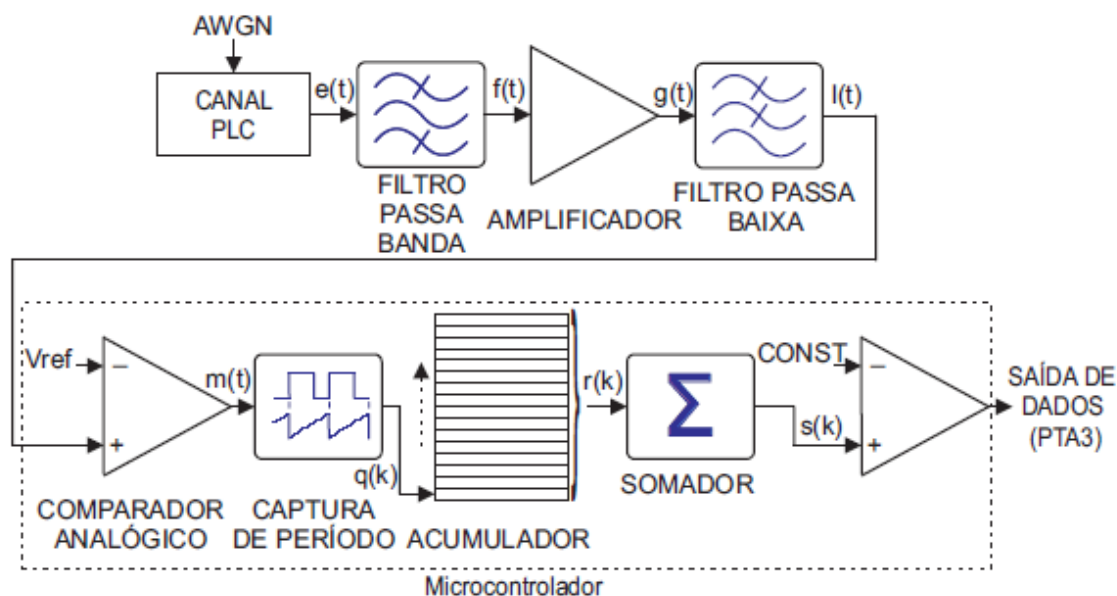 AWGN
CANAL
PLC
e(t)
f(t)
g(t)
l(t)
FILTRO
PASSA
BANDA
AMPLIFICADOR
FILTRO PASSA
BAIXA
Vref
−
+
m(t)
q(k)
r(k)
Σ
SOMADOR
CONST
−
+
s(k)
SAÍDA DE
DADOS
(PTA3)
COMPARADOR
ANALÓGICO
CAPTURA
DE PERÍODO
ACUMULADOR
Microcontrolador